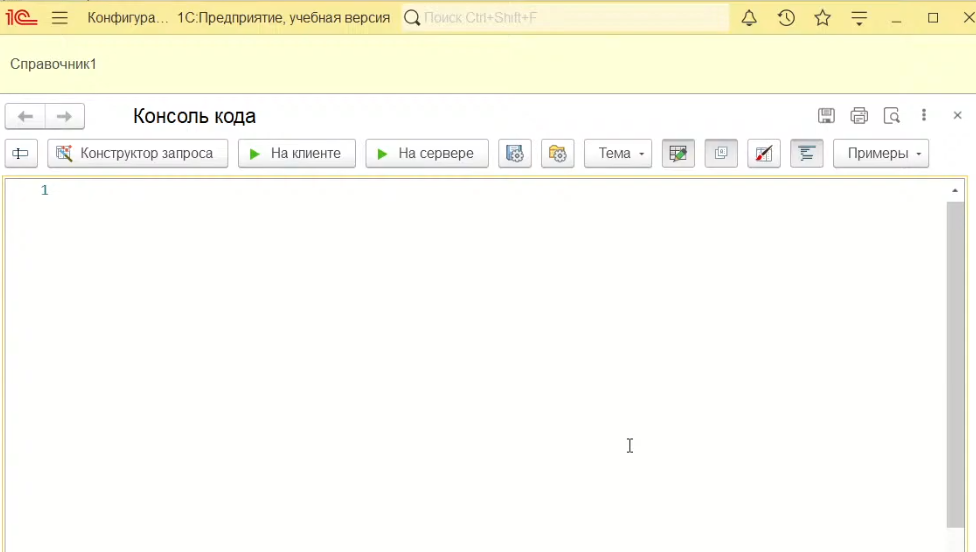 1С Конфигура... 1С:Предприятие, учебная версия Поиск Ctrl+Shift+F
Справочник1
Консоль кода
Конструктор запроса На клиенте На сервере Тема Примеры
1